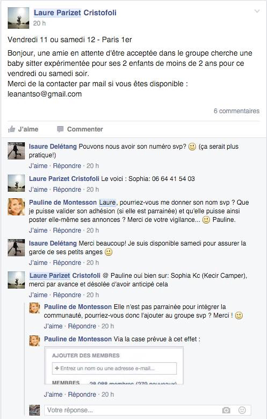 Laure Parizet Cristofoli
20 h
Vendredi 11 ou samedi 12 - Paris 1er
Bonjour, une amie en attente d'être acceptée dans le groupe cherche une
baby sitter expérimentée pour ses 2 enfants de moins de 2 ans pour ce
vendredi ou samedi soir.
Merci de la contacter par mail si vous êtes disponible :
leanantso@gmail.com
6 commentaires
J'aime Commenter
Isaure Delétang Pouvons nous avoir son numéro svp? (ça serait plus
pratique!)
J'aime · Répondre · 20 h
Laure Parizet Cristofoli Le voici : Sophia: 06 64 41 54 03
J'aime · Répondre · 20 h
Pauline de Montesson Laure, pourriez-vous me donner son nom svp ? Que
je puisse valider son adhésion (si elle est parrainée) et qu'elle puisse ainsi
poster elle-même ses annonces ? Merci de votre vigilance... Pauline.
J'aime · Répondre · 20 h
Isaure Delétang Merci beaucoup! Je suis disponible samedi pour assurer la
garde de ses petits anges
J'aime · Répondre · 20 h
Laure Parizet Cristofoli @ Pauline oui bien sur: Sophia Kc (Kecir Camper),
merci par avance et désolée d'avoir anticipé cela
J'aime · Répondre · 20 h
Pauline de Montesson Elle n'est pas parrainée pour intégrer la
communauté, pourriez-vous donc l'ajouter au groupe svp ? Merci !
J'aime · Répondre · 20 h
Pauline de Montesson Via la case prévue à cet effet :
AJOUTER DES MEMBRES
+ Entrez un nom ou une adresse e-mail...
MEMBRES
J'aime · Répondre · 20 h
Votre réponse...